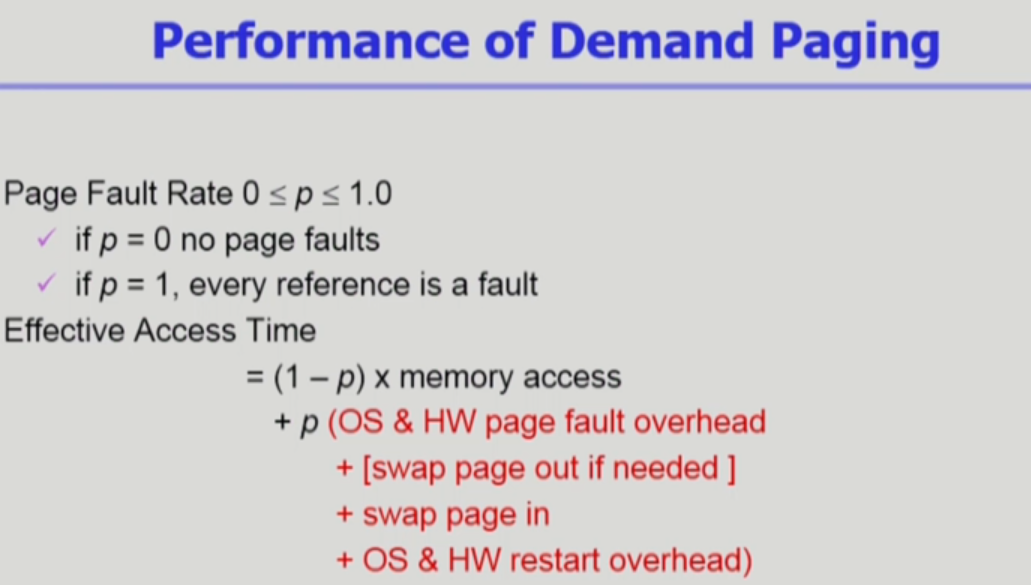 Performance of Demand Paging
Page Fault Rate 0 ≤ p ≤ 1.0
✓ if p = 0 no page faults
✓ if p = 1, every reference is a fault
Effective Access Time
= (1 – p) x memory access
+ p (OS & HW page fault overhead
+ [swap page out if needed ]
+ swap page in
+ OS & HW restart overhead)